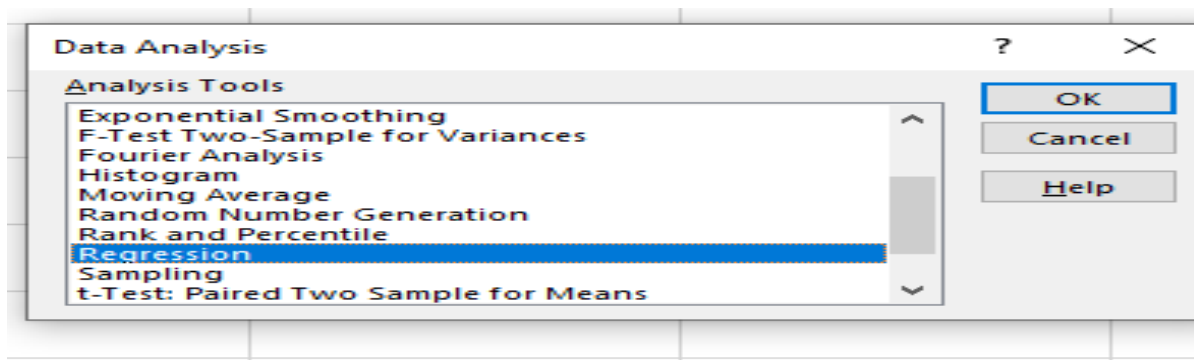 Data Analysis
?
Analysis Tools
Exponential Smoothing
F-Test Two-Sample for Variances
Fourier Analysis
Histogram
Moving Average
Random Number Generation
Rank and Percentile
Regression
Sampling
t-Test: Paired Two Sample for Means
OK
Cancel
Help